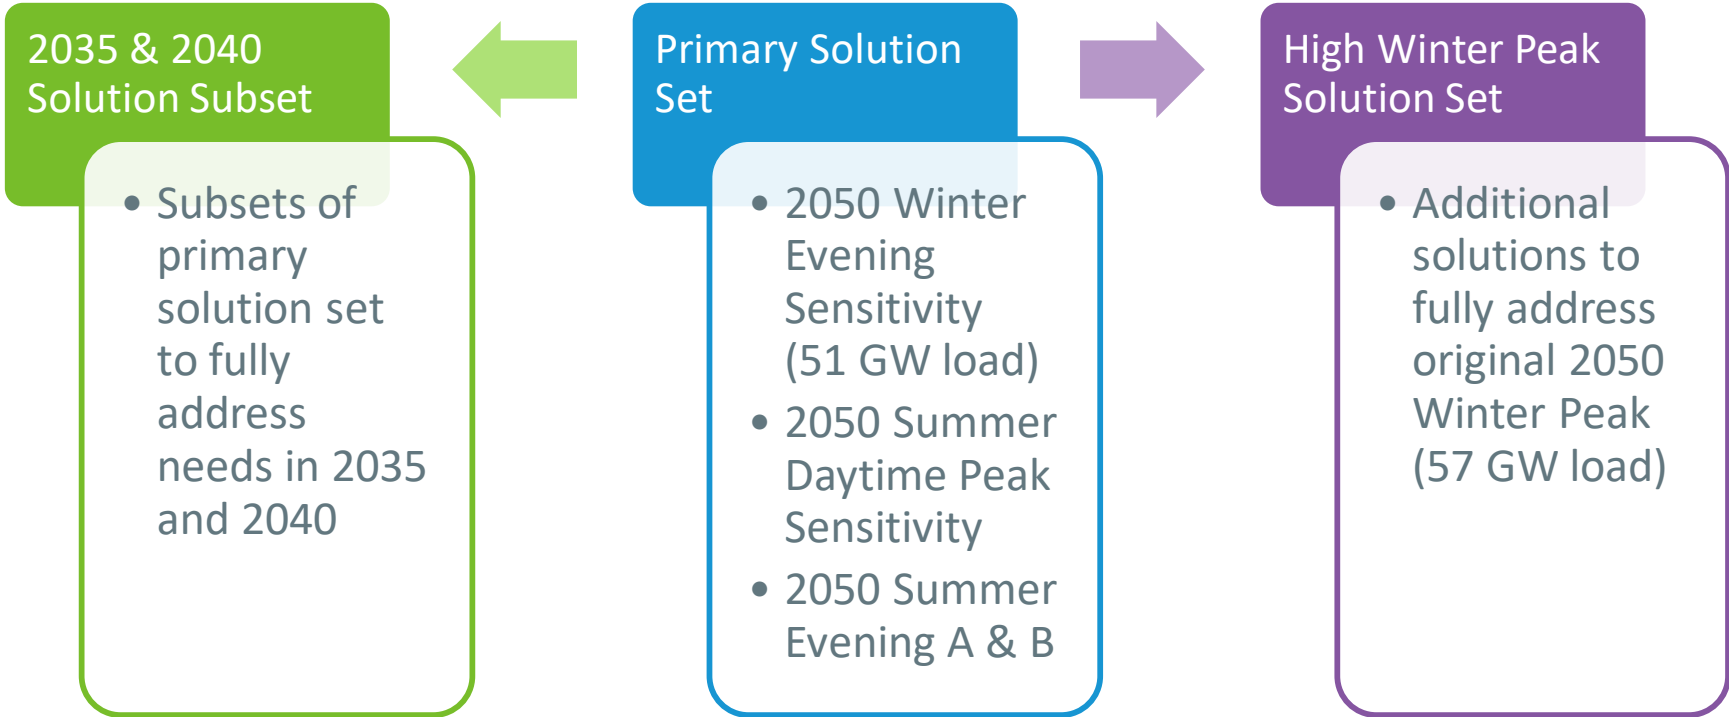 2035 & 2040
Solution Subset
• Subsets of
primary
solution set
to fully
address
needs in 2035
and 2040
Primary Solution
Set
• 2050 Winter
Evening
Sensitivity
(51 GW load)
• 2050 Summer
Daytime Peak
Sensitivity
• 2050 Summer
Evening A & B
High Winter Peak
Solution Set
• Additional
solutions to
fully address
original 2050
Winter Peak
(57 GW load)